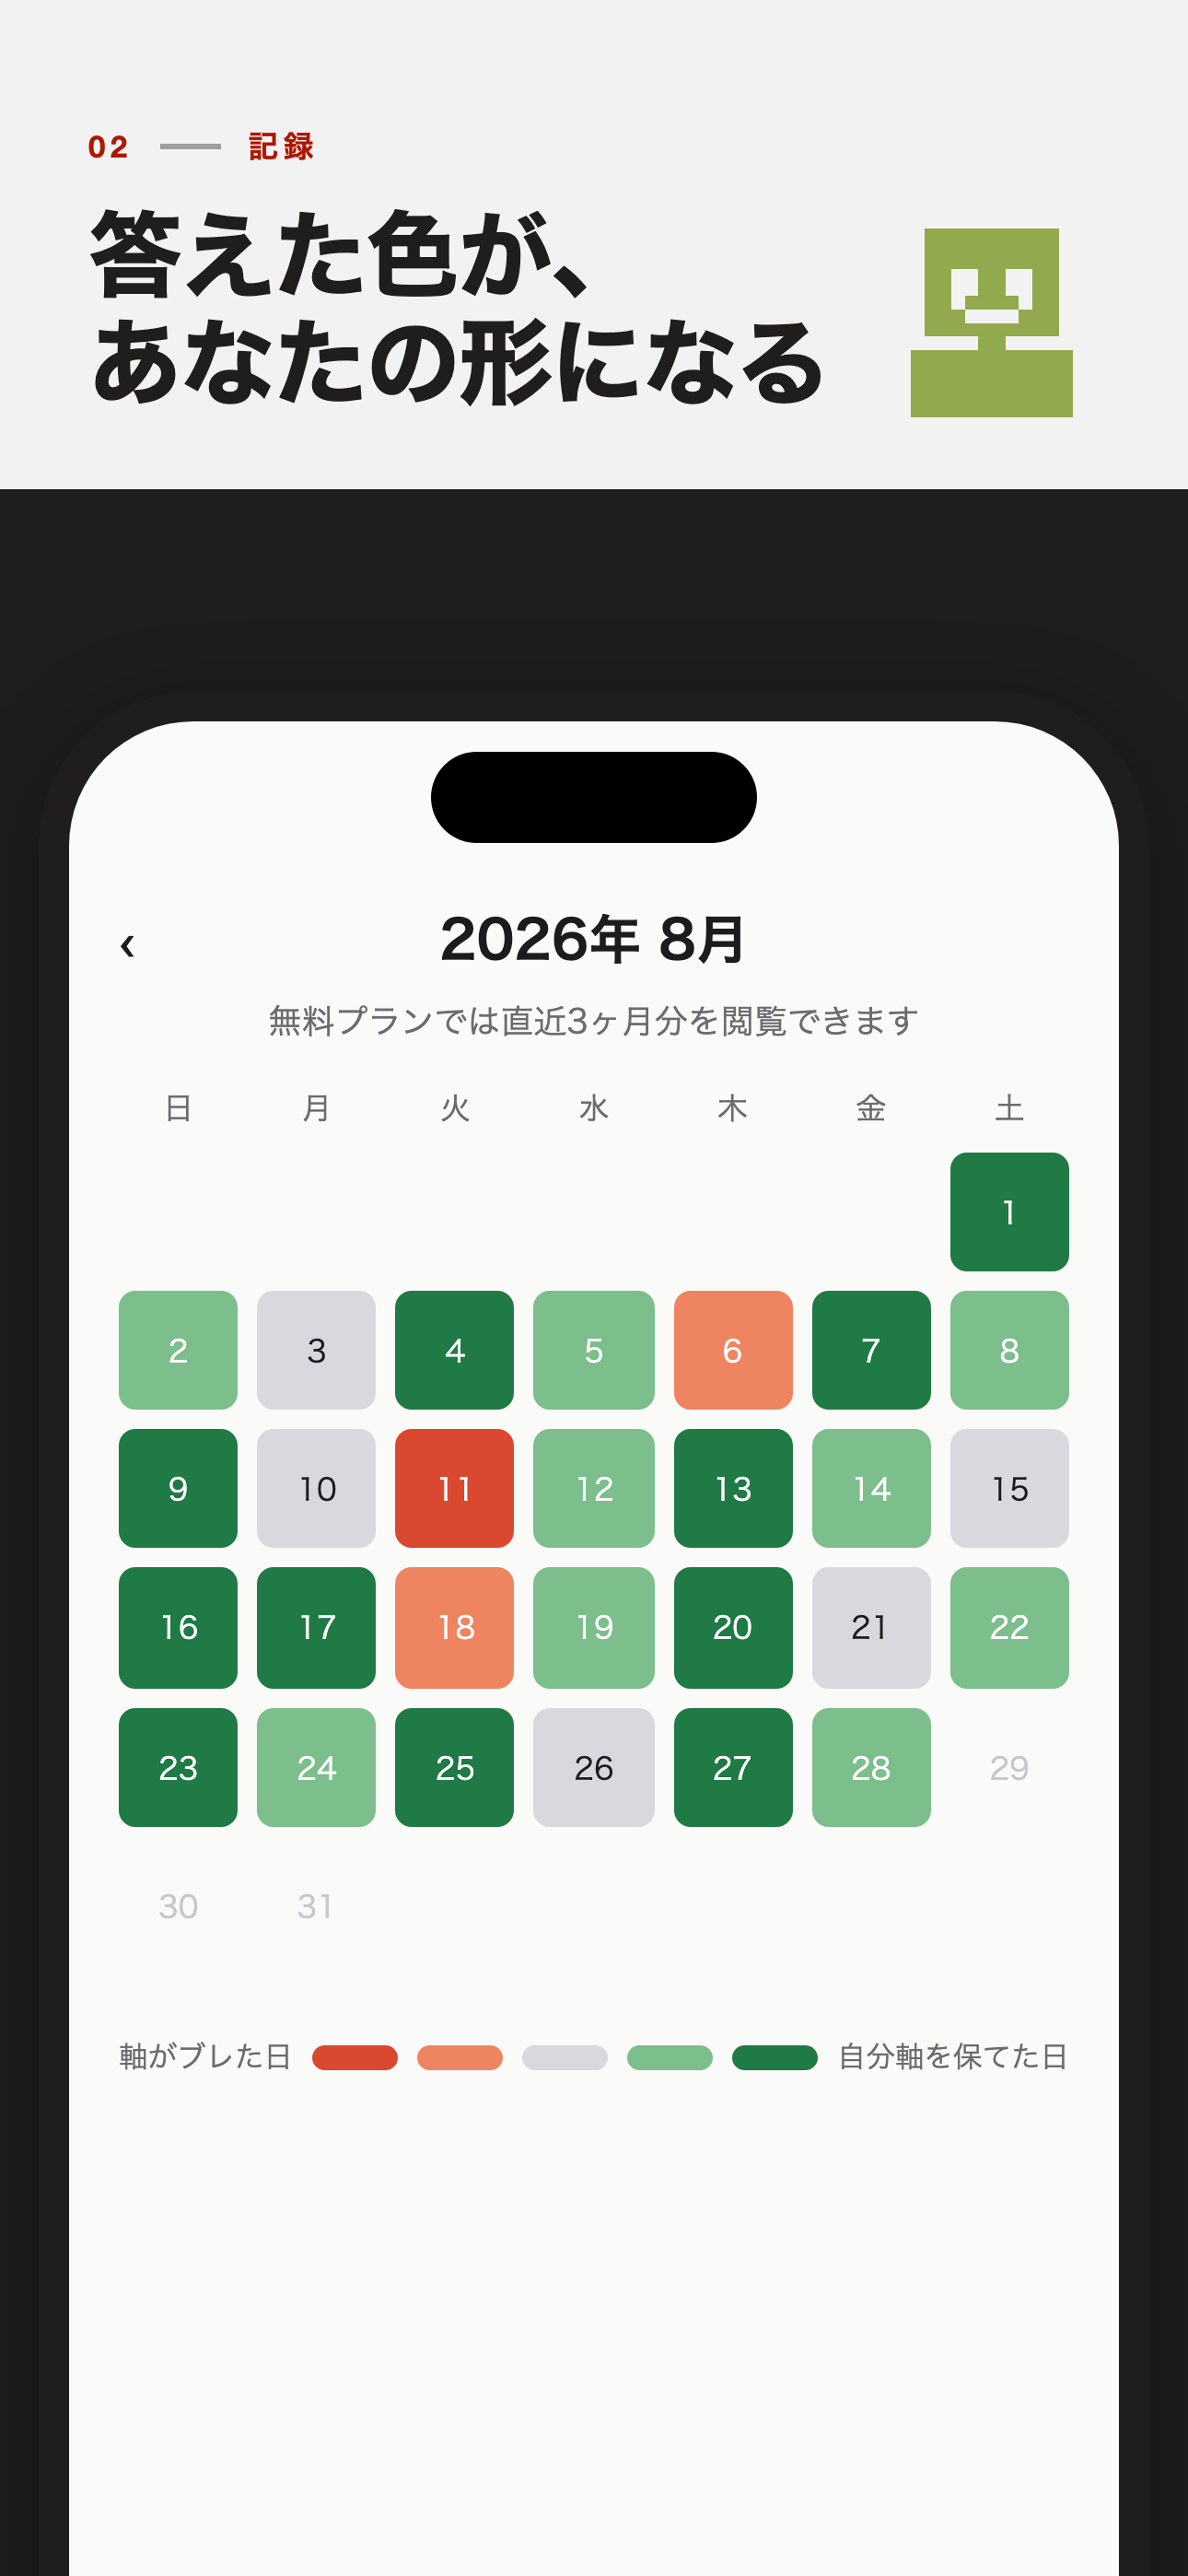 02 — 記録
答えた色が、
あなたの形になる
‹ 2026年 8月
無料プランでは直近3ヶ月分を閲覧できます
日 月 火 水 木 金 土
1
2 3 4 5 6 7 8
9 10 11 12 13 14 15
16 17 18 19 20 21 22
23 24 25 26 27 28 29
30 31
軸がブレた日 自分軸を保てた日